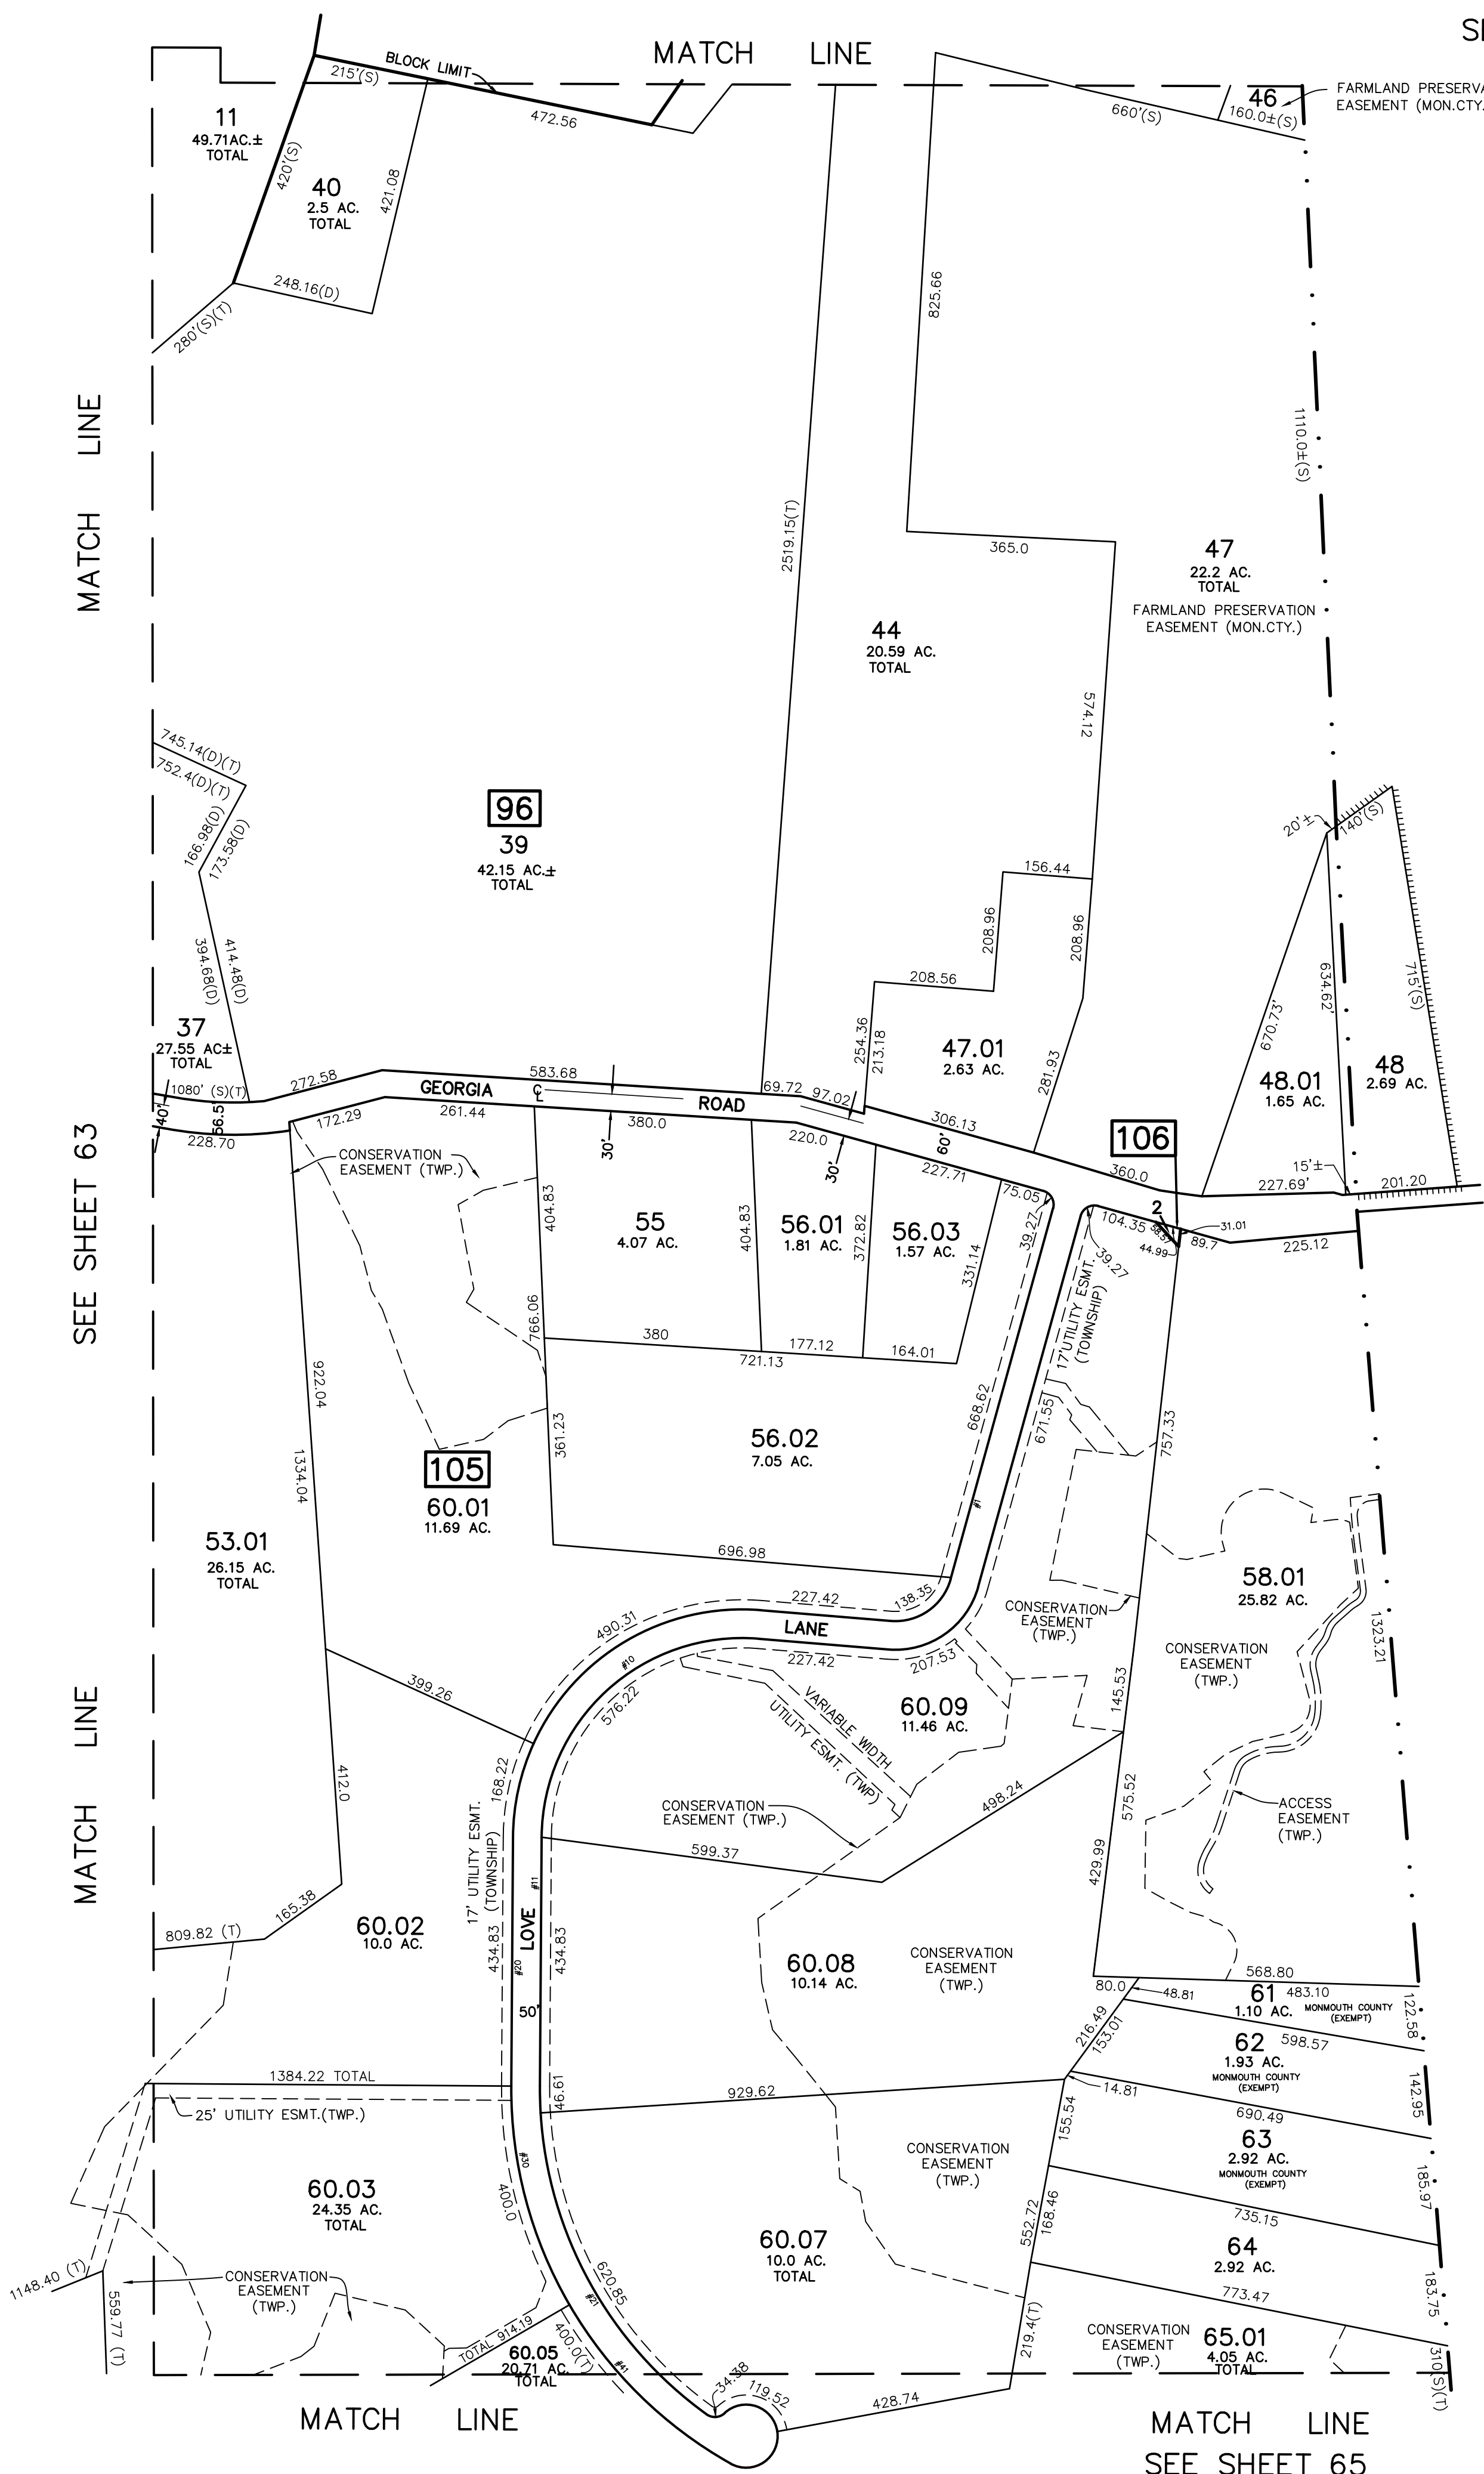 MATCH LINE
BLOCK LIMIT
215'(S)
472.56
11
49.71AC.±
TOTAL
420'(S)
40
2.5 AC.
TOTAL
421.08
248.16(D)
280'(S)(T)
660'(S)
46
160.0±(S)
EASEMENT (MON.CTY.
FARMLAND
825.66
1110.0±(S)
MATCH LINE
2519.15(T)
365.0
47
22.2 AC.
TOTAL
FARMLAND PRESERVATION
EASEMENT (MON.CTY.)
44
20.59 AC.
TOTAL
574.12
745.14(D)(T)
752.4(D)(T)
166.98(D)
173.58(D)
96
39
42.15 AC.±
TOTAL
20'±
140'(S)
156.44
208.96
208.96
208.56
394.68(D)
414.48(D)
634.62'
715'(S)
670.73'
37
27.55 AC±
TOTAL
1080' (S)(T)
272.58
583.68
GEORGIA
ROAD
69.72
97.02
254.36
213.18
47.01
2.63 AC.
281.93
48.01
1.65 AC.
48
2.69 AC.
40'
56.5'
228.70
172.29
261.44
380.0
30'
220.0
30'
60'
306.13
227.71
75.05
39.27
106
360.0
15'±
227.69'
201.20
2
104.35
31.01
44.99
89.7
225.12
39.27
SEE SHEET 63
CONSERVATION
EASEMENT (TWP.)
404.83
55
4.07 AC.
404.83
56.01
1.81 AC.
372.82
56.03
1.57 AC.
331.14
17'UTILITY ESMT.
(TOWNSHIP)
766.06
380
721.13
177.12
164.01
922.04
361.23
668.62
671.55
757.33
56.02
7.05 AC.
105
60.01
11.69 AC.
1334.04
53.01
26.15 AC.
TOTAL
#1
696.98
58.01
25.82 AC.
138.35
227.42
490.31
LANE
CONSERVATION
EASEMENT
(TWP.)
1323.21
CONSERVATION
EASEMENT
(TWP.)
227.42
207.53
#10
399.26
576.22
VARIABLE WIDTH
UTILITY ESMT. (TWP)
60.09
11.46 AC.
145.53
MATCH LINE
412.0
168.22
498.24
575.52
ACCESS
EASEMENT
(TWP.)
CONSERVATION
EASEMENT (TWP.)
17' UTILITY ESMT.
(TOWNSHIP)
599.37
429.99
#11
165.38
809.82 (T)
60.02
10.0 AC.
LOVE
434.83
434.83
#20
50'
60.08
10.14 AC.
CONSERVATION
EASEMENT
(TWP.)
568.80
80.0
48.81
61
1.10 AC.
483.10
MONMOUTH COUNTY
(EXEMPT)
122.58
216.49
153.01
62
1.93 AC.
MONMOUTH COUNTY
(EXEMPT)
598.57
1384.22 TOTAL
929.62
46.61
14.81
142.95
25' UTILITY ESMT.(TWP.)
155.54
690.49
CONSERVATION
EASEMENT
(TWP.)
63
2.92 AC.
MONMOUTH COUNTY
(EXEMPT)
185.97
#30
60.03
24.35 AC.
TOTAL
400.0
552.72
168.46
735.15
60.07
10.0 AC.
TOTAL
64
2.92 AC.
1148.40 (T)
559.77 (T)
CONSERVATION
EASEMENT
(TWP.)
620.85
#21
773.47
183.75
219.4(T)
TOTAL 914.19
400.0(T)
60.05
20.71 AC.
TOTAL
#41
CONSERVATION
EASEMENT
(TWP.)
65.01
4.05 AC.
TOTAL
310'(S)(T)
34.38
119.52
428.74
MATCH LINE
MATCH LINE
SEE SHEET 65